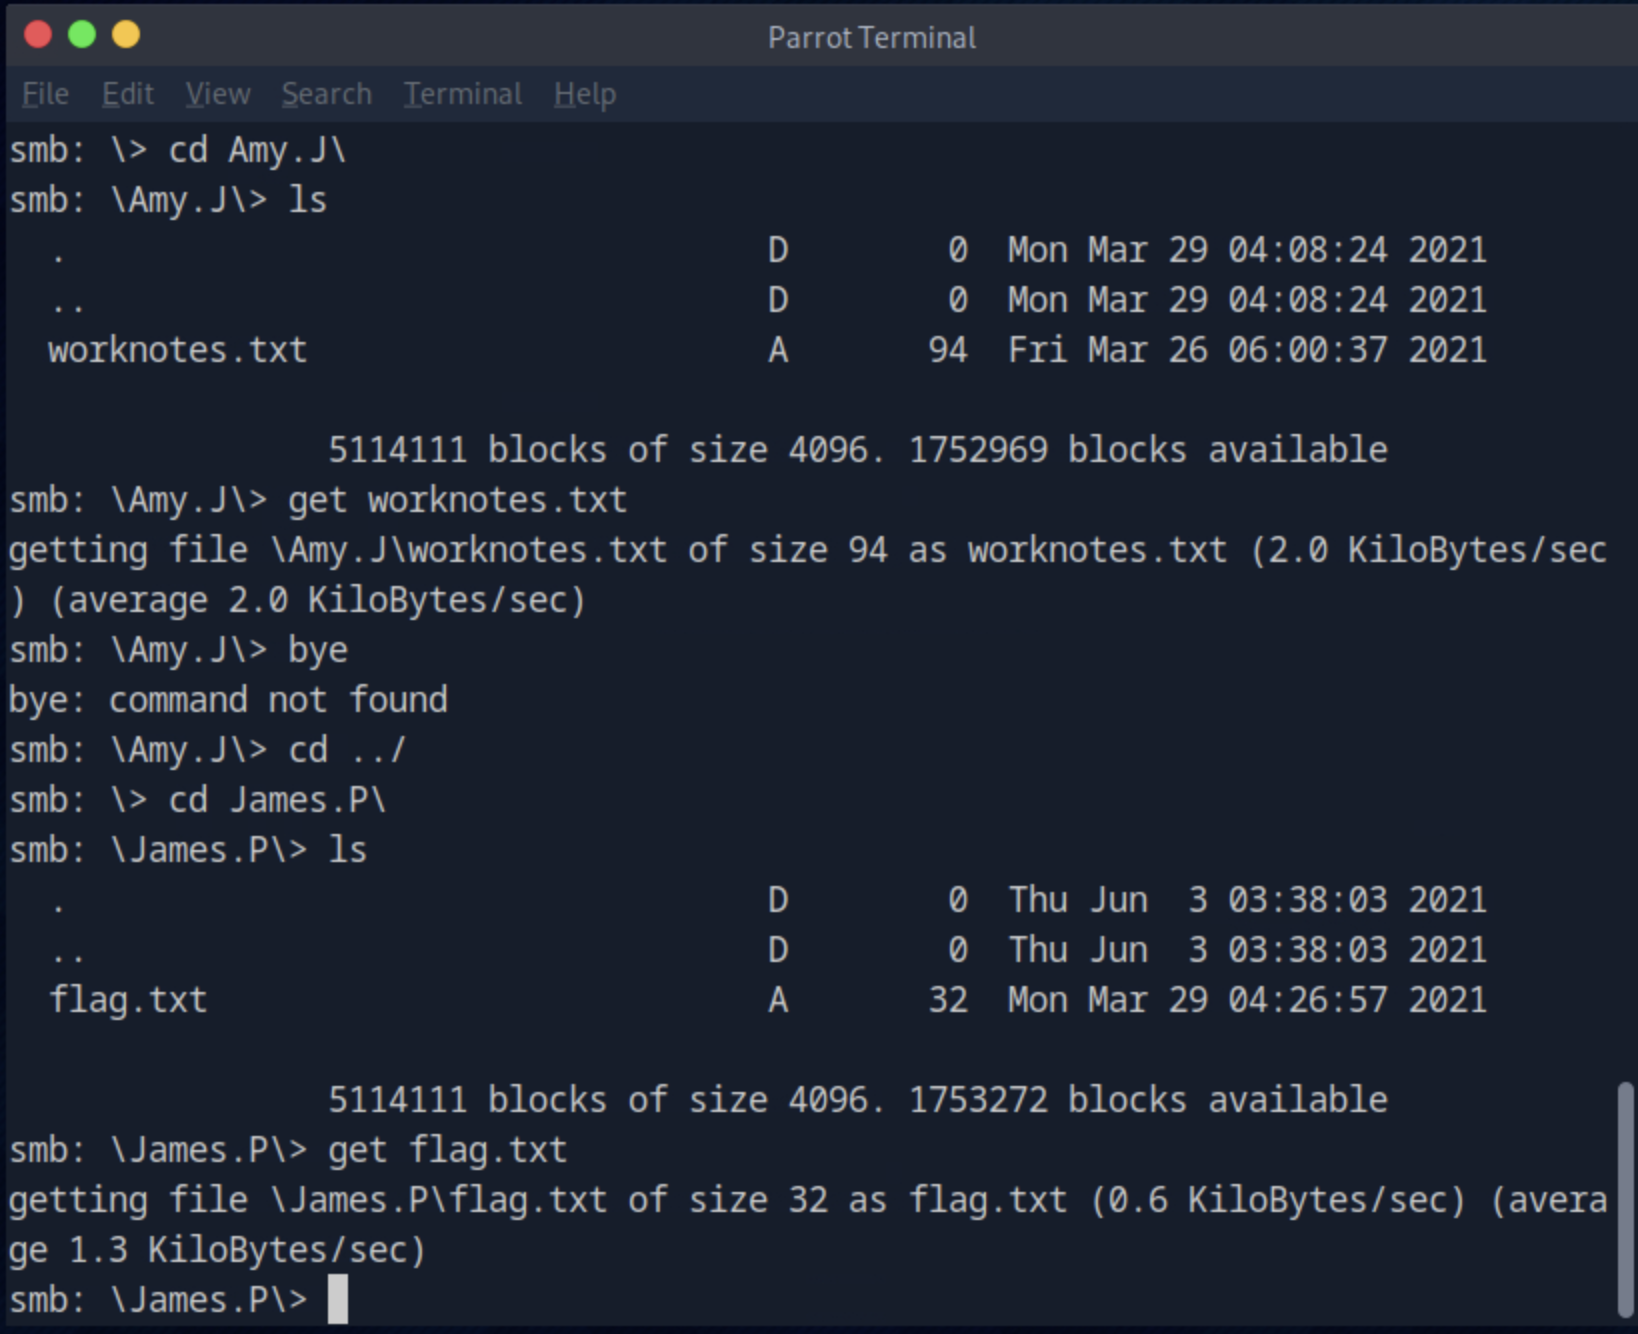 Parrot Terminal
File Edit View Search Terminal Help
smb: \> cd Amy.J\
smb: \Amy.J\> ls
  .                                   D        0  Mon Mar 29 04:08:24 2021
  ..                                  D        0  Mon Mar 29 04:08:24 2021
  worknotes.txt                       A       94  Fri Mar 26 06:00:37 2021
                5114111 blocks of size 4096. 1752969 blocks available
smb: \Amy.J\> get worknotes.txt
getting file \Amy.J\worknotes.txt of size 94 as worknotes.txt (2.0 KiloBytes/sec
) (average 2.0 KiloBytes/sec)
smb: \Amy.J\> bye
bye: command not found
smb: \Amy.J\> cd ../
smb: \> cd James.P\
smb: \James.P\> ls
  .                                   D        0  Thu Jun  3 03:38:03 2021
  ..                                  D        0  Thu Jun  3 03:38:03 2021
  flag.txt                            A       32  Mon Mar 29 04:26:57 2021
                5114111 blocks of size 4096. 1753272 blocks available
smb: \James.P\> get flag.txt
getting file \James.P\flag.txt of size 32 as flag.txt (0.6 KiloBytes/sec) (avera
ge 1.3 KiloBytes/sec)
smb: \James.P\>